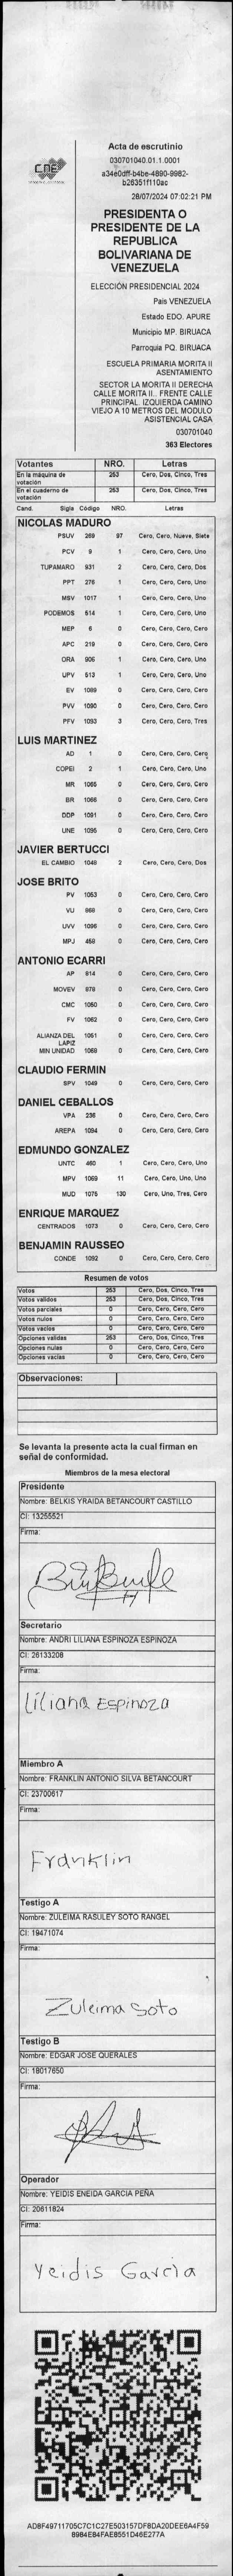 CNE
Acta de escrutinio
030701040.01.1.0001
a34e0dff-b4be-4890-9982-
b26351f110ac
28/07/2024 07:02:21 PM
PRESIDENTA O
PRESIDENTE DE LA
REPUBLICA
BOLIVARIANA DE
VENEZUELA
ELECCIÓN PRESIDENCIAL 2024
País VENEZUELA
Estado EDO. APURE
Municipio MP. BIRUACA
Parroquia PQ. BIRUACA
ESCUELA PRIMARIA MORITA II
ASENTAMIENTO
SECTOR LA MORITA II DERECHA
CALLE MORITA II.. FRENTE CALLE
PRINCIPAL. IZQUIERDA CAMINO
VIEJO A 10 METROS DEL MODULO
ASISTENCIAL CASA
030701040
363 Electores
Votantes NRO. Letras
En la máquina de votación 253 Cero, Dos, Cinco, Tres
En el cuaderno de votación 253 Cero, Dos, Cinco, Tres
Cand. Sigla Código NRO. Letras
NICOLAS MADURO
PSUV 269 97 Cero, Cero, Nueve, Siete
PCV 9 1 Cero, Cero, Cero, Uno
TUPAMARO 931 2 Cero, Cero, Cero, Dos
PPT 276 1 Cero, Cero, Cero, Uno
MSV 1017 1 Cero, Cero, Cero, Uno
PODEMOS 514 1 Cero, Cero, Cero, Uno
MEP 6 0 Cero, Cero, Cero, Cero
APC 219 0 Cero, Cero, Cero, Cero
ORA 906 1 Cero, Cero, Cero, Uno
UPV 513 1 Cero, Cero, Cero, Uno
EV 1089 0 Cero, Cero, Cero, Cero
PVV 1090 0 Cero, Cero, Cero, Cero
PFV 1093 3 Cero, Cero, Cero, Tres
LUIS MARTINEZ
AD 1 0 Cero, Cero, Cero, Cero
COPEI 2 1 Cero, Cero, Cero, Uno
MR 1065 0 Cero, Cero, Cero, Cero
BR 1066 0 Cero, Cero, Cero, Cero
DDP 1091 0 Cero, Cero, Cero, Cero
UNE 1095 0 Cero, Cero, Cero, Cero
JAVIER BERTUCCI
EL CAMBIO 1048 2 Cero, Cero, Cero, Dos
JOSE BRITO
PV 1053 0 Cero, Cero, Cero, Cero
VU 868 0 Cero, Cero, Cero, Cero
UVV 1096 0 Cero, Cero, Cero, Cero
MPJ 458 0 Cero, Cero, Cero, Cero
ANTONIO ECARRI
AP 914 0 Cero, Cero, Cero, Cero
MOVEV 978 0 Cero, Cero, Cero, Cero
CMC 1050 0 Cero, Cero, Cero, Cero
FV 1062 0 Cero, Cero, Cero, Cero
ALIANZA DEL LAPIZ 1051 0 Cero, Cero, Cero, Cero
MIN UNIDAD 1069 0 Cero, Cero, Cero, Cero
CLAUDIO FERMIN
SPV 1049 0 Cero, Cero, Cero, Cero
DANIEL CEBALLOS
VPA 236 0 Cero, Cero, Cero, Cero
AREPA 1094 0 Cero, Cero, Cero, Cero
EDMUNDO GONZALEZ
UNTC 460 1 Cero, Cero, Cero, Uno
MPV 1069 11 Cero, Cero, Uno, Uno
MUD 1075 130 Cero, Uno, Tres, Cero
ENRIQUE MARQUEZ
CENTRADOS 1073 0 Cero, Cero, Cero, Cero
BENJAMIN RAUSSEO
CONDE 1092 0 Cero, Cero, Cero, Cero
Resumen de votos
Votos 253 Cero, Dos, Cinco, Tres
Votos validos 253 Cero, Dos, Cinco, Tres
Votos parciales 0 Cero, Cero, Cero, Cero
Votos nulos 0 Cero, Cero, Cero, Cero
Votos vacíos 0 Cero, Cero, Cero, Cero
Opciones validas 253 Cero, Dos, Cinco, Tres
Opciones nulas 0 Cero, Cero, Cero, Cero
Opciones vacías 0 Cero, Cero, Cero, Cero
Observaciones:
Se levanta la presente acta la cual firman en
señal de conformidad.
Miembros de la mesa electoral
Presidente
Nombre: BELKIS YRAIDA BETANCOURT CASTILLO
CI: 13255521
Firma:
Secretario
Nombre: ANDRI LILIANA ESPINOZA ESPINOZA
CI: 26133208
Firma:
Liliana Espinoza
Miembro A
Nombre: FRANKLIN ANTONIO SILVA BETANCOURT
CI: 23700617
Firma:
Franklin
Testigo A
Nombre: ZULEIMA RASULEY SOTO RANGEL
CI: 19471074
Firma:
Zuleima Soto
Testigo B
Nombre: EDGAR JOSE QUERALES
CI: 18017650
Firma:
Operador
Nombre: YEIDIS ENEIDA GARCIA PEÑA
CI: 20611824
Firma:
Yeidis Garcia
AD8F49711705C7C1C27E503157DF8DA20DEE6A4F59
8984E84FAE8551D46E277A